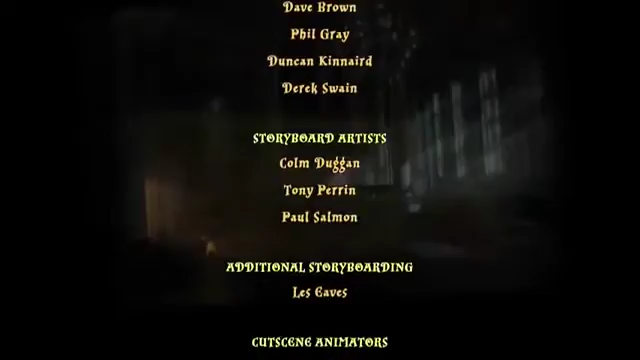 Dave Brown
Phil Gray
Duncan Kinnaird
Derek Swain
STORYBOARD ARTISTS
Colm Duggan
Tony Perrin
Paul Salmon
ADDITIONAL STORYBOARDING
Les Eaves
CUTSCENE ANIMATORS